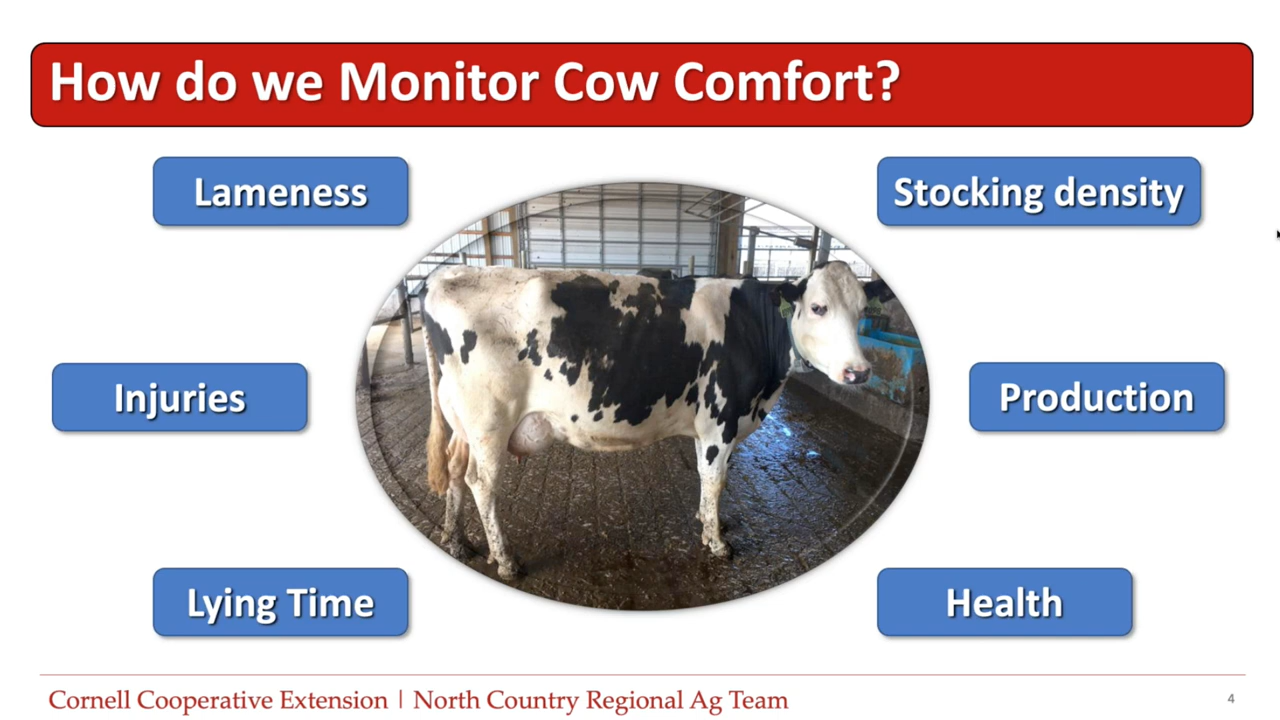 How do we Monitor Cow Comfort?
Lameness
Stocking density
Injuries
Production
Lying Time
Health
Cornell Cooperative Extension | North Country Regional Ag Team
4